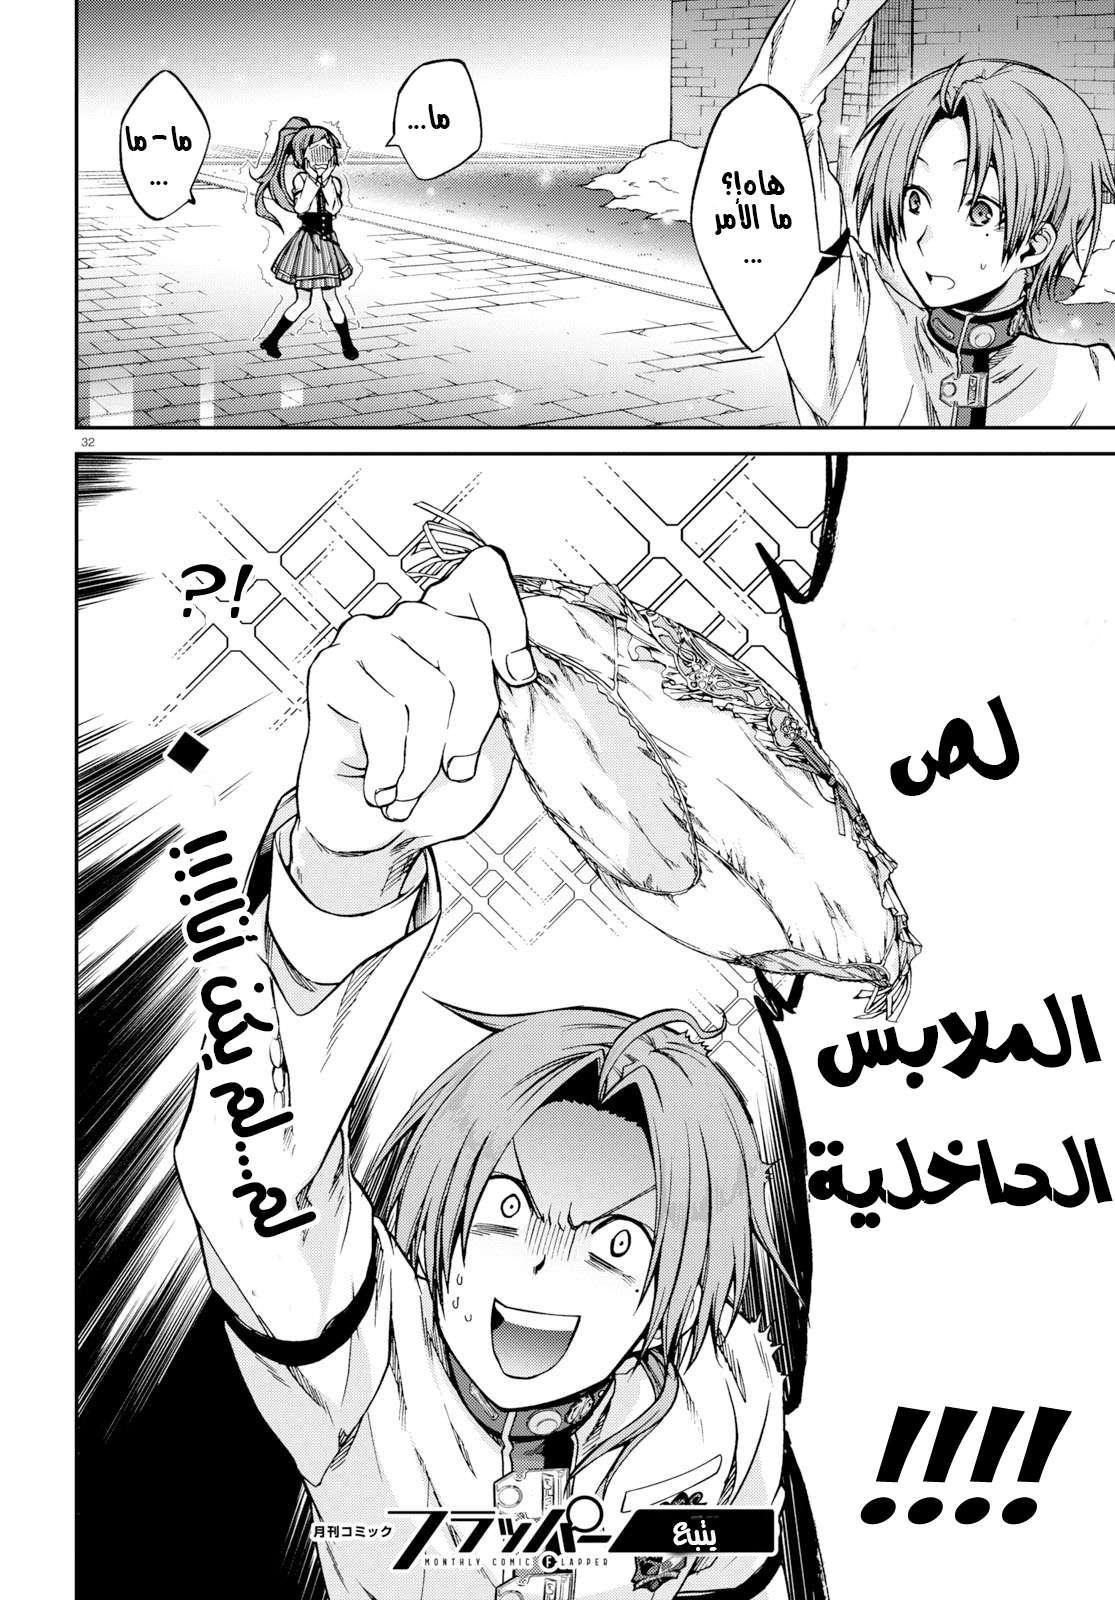 هاه!؟
ما الأمر
...
ما...
ما-ما
...
32
لص
الملابس
الداخلية
!!!!
?!
لم...لم يكن أنا!!!!
月刊コミック
フラッパー
MONTHLY COMIC FLAPPER
يتبع